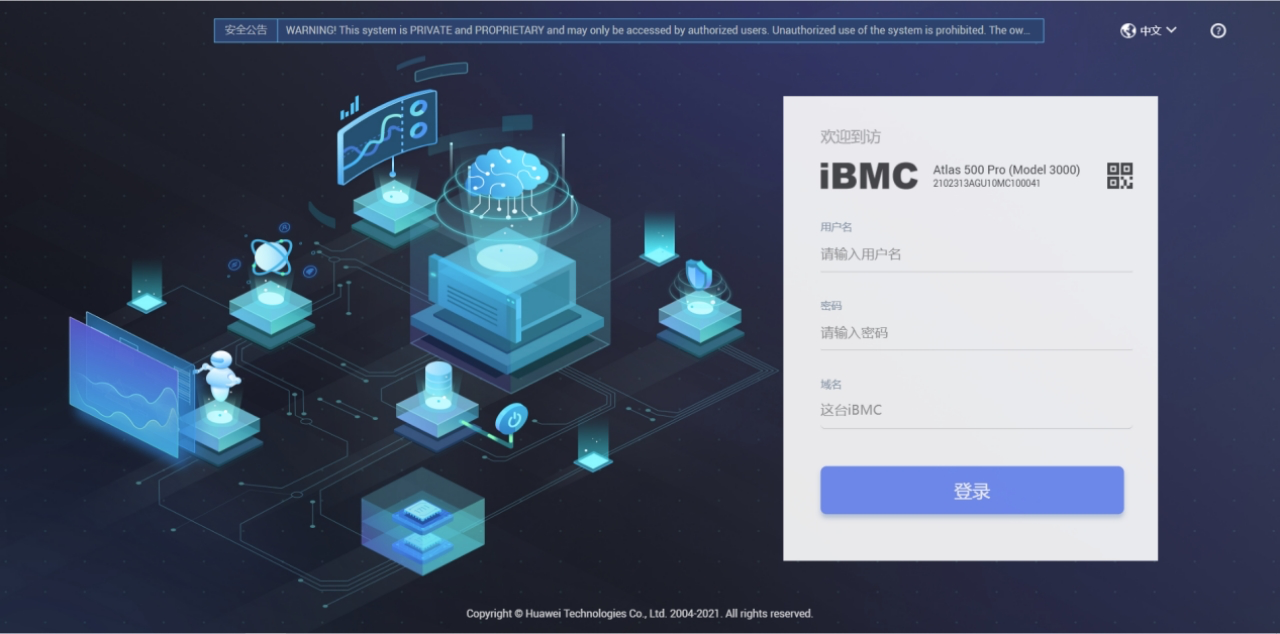 安全公告 WARNING! This system is PRIVATE and PROPRIETARY and may only be accessed by authorized users. Unauthorized use of the system is prohibited. The ow...
中文
欢迎到访
iBMC
Atlas 500 Pro (Model 3000)
2102313AGU10MC100041
用户名
请输入用户名
密码
请输入密码
域名
这台iBMC
登录
Copyright © Huawei Technologies Co., Ltd. 2004-2021. All rights reserved.